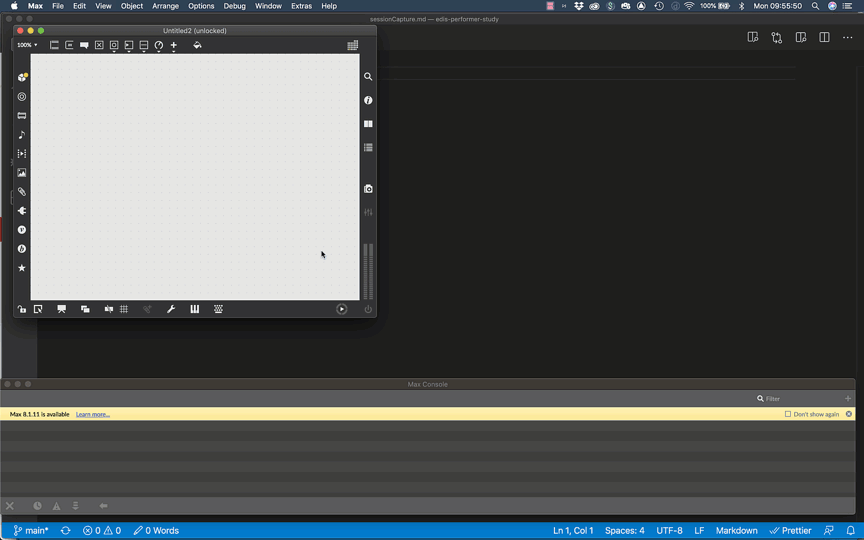 Max File Edit View Object Arrange Options Debug Window Extras Help 100% Mon 09:55:50
sessionCapture.md — edis-performer-study
Untitled2 (unlocked)
100%
Max Console
Filter
Max 8.1.11 is available Learn more... Don't show again
main* 0 0 0 Words Ln 1, Col 1 Spaces: 4 UTF-8 LF Markdown Prettier